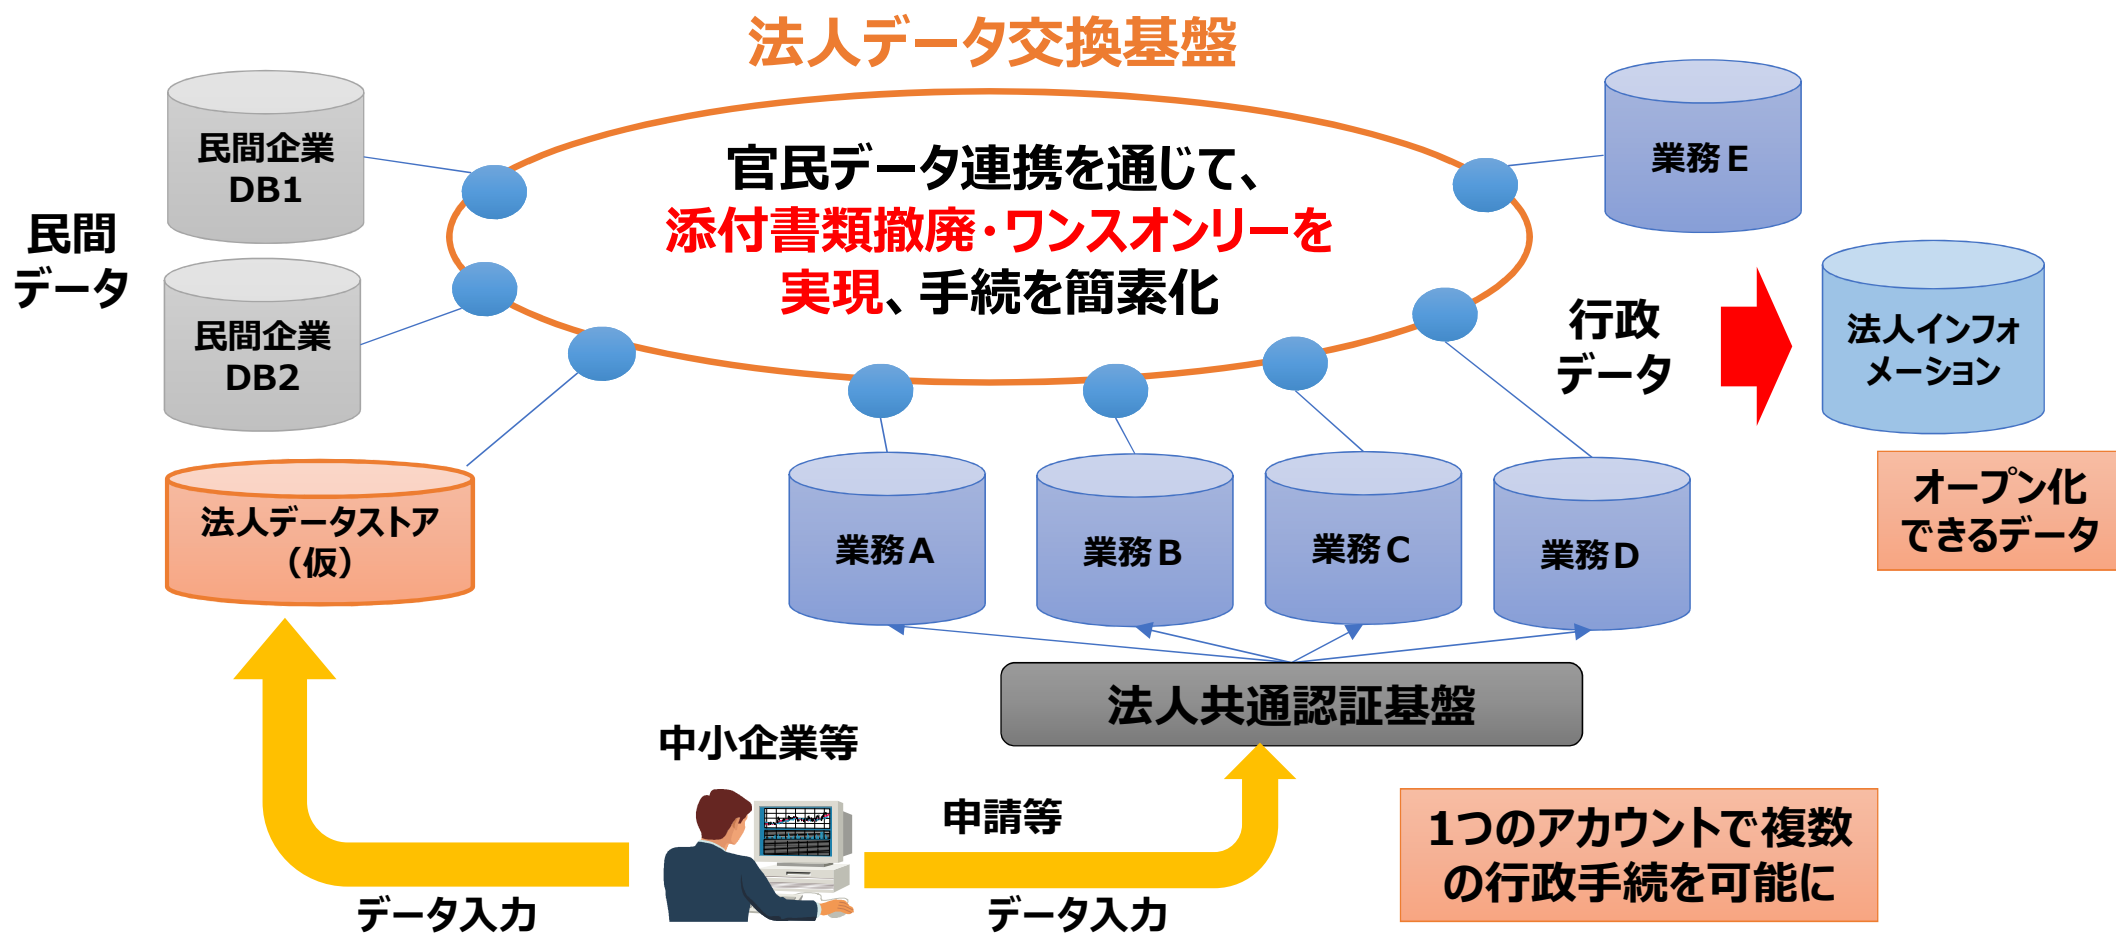 法人データ交換基盤
民間企業
DB1
官民データ連携を通じて、
添付書類撤廃・ワンスオンリーを
実現、手続を簡素化
業務E
民間
データ
民間企業
DB2
行政
データ
法人インフォ
メーション
オープン化
できるデータ
法人データストア
（仮）
業務A
業務B
業務C
業務D
法人共通認証基盤
中小企業等
申請等
1つのアカウントで複数
の行政手続を可能に
データ入力
データ入力